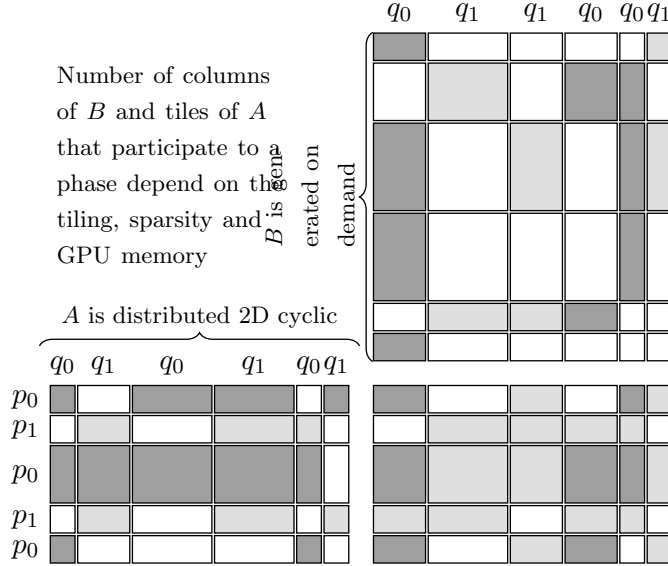 q0 q1 q1 q0 q0 q1
Number of columns
of B and tiles of A
that participate to a
phase depend on the
tiling, sparsity and
GPU memory
B is gen-
erated on
demand
A is distributed 2D cyclic
q0 q1 q0 q1 q0 q1
p0
p1
p0
p1
p0